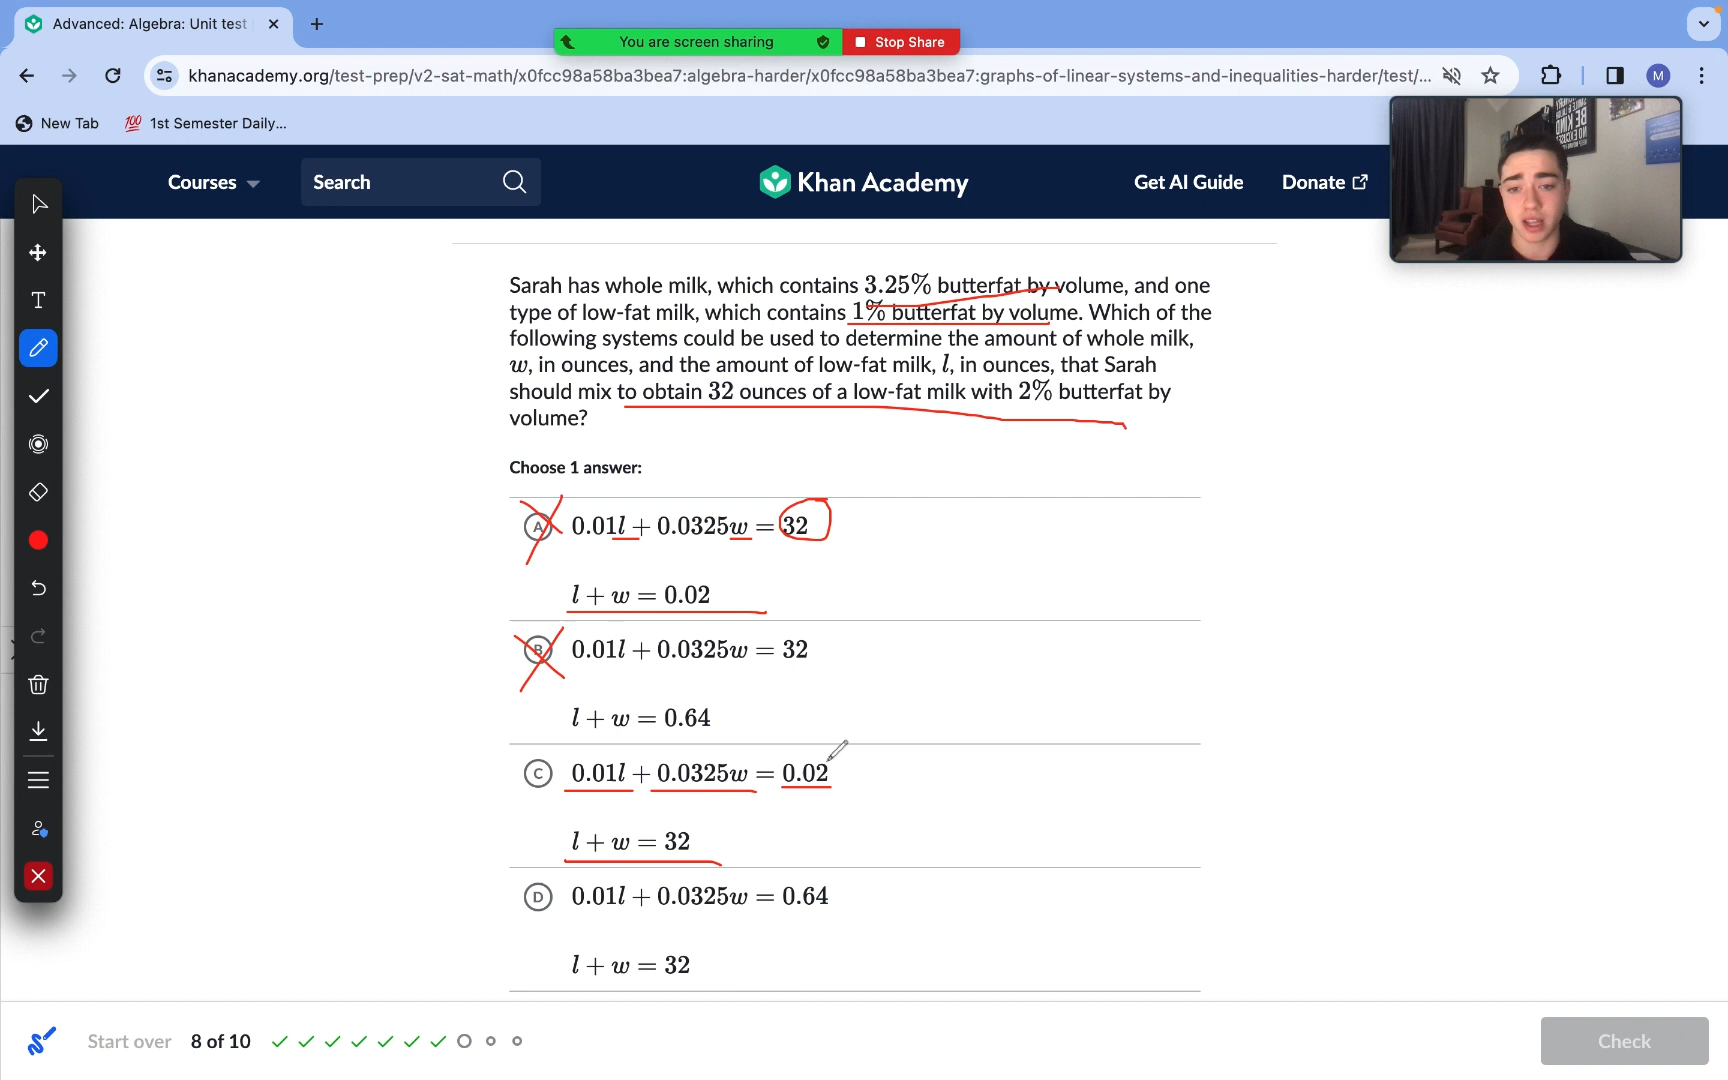 Advanced: Algebra: Unit test
You are screen sharing
Stop Share
khanacademy.org/test-prep/v2-sat-math/x0fcc98a58ba3bea7:algebra-harder/x0fcc98a58ba3bea7:graphs-of-linear-systems-and-inequalities-harder/test/...
M
New Tab
💯 1st Semester Daily...
Courses
Search
Khan Academy
Get AI Guide
Donate
Sarah has whole milk, which contains 3.25% butterfat by volume, and one
type of low-fat milk, which contains 1% butterfat by volume. Which of the
following systems could be used to determine the amount of whole milk,
w, in ounces, and the amount of low-fat milk, l, in ounces, that Sarah
should mix to obtain 32 ounces of a low-fat milk with 2% butterfat by
volume?
Choose 1 answer:
A 0.01l + 0.0325w = 32
l + w = 0.02
B 0.01l + 0.0325w = 32
l + w = 0.64
C 0.01l + 0.0325w = 0.02
l + w = 32
D 0.01l + 0.0325w = 0.64
l + w = 32
Start over
8 of 10
Check
T
BE KIND
NO EXCUSES